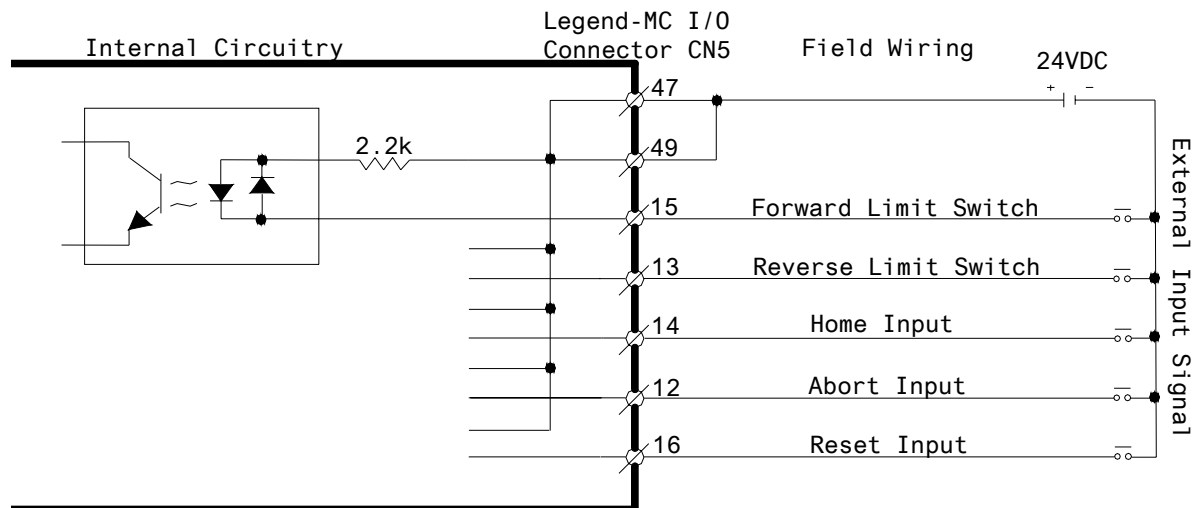 Legend-MC I/O
Internal Circuitry
Connector CN5
Field Wiring
24VDC
+ -
47
2.2k
49
15
Forward Limit Switch
13
Reverse Limit Switch
14
Home Input
12
Abort Input
16
Reset Input
External Input Signal